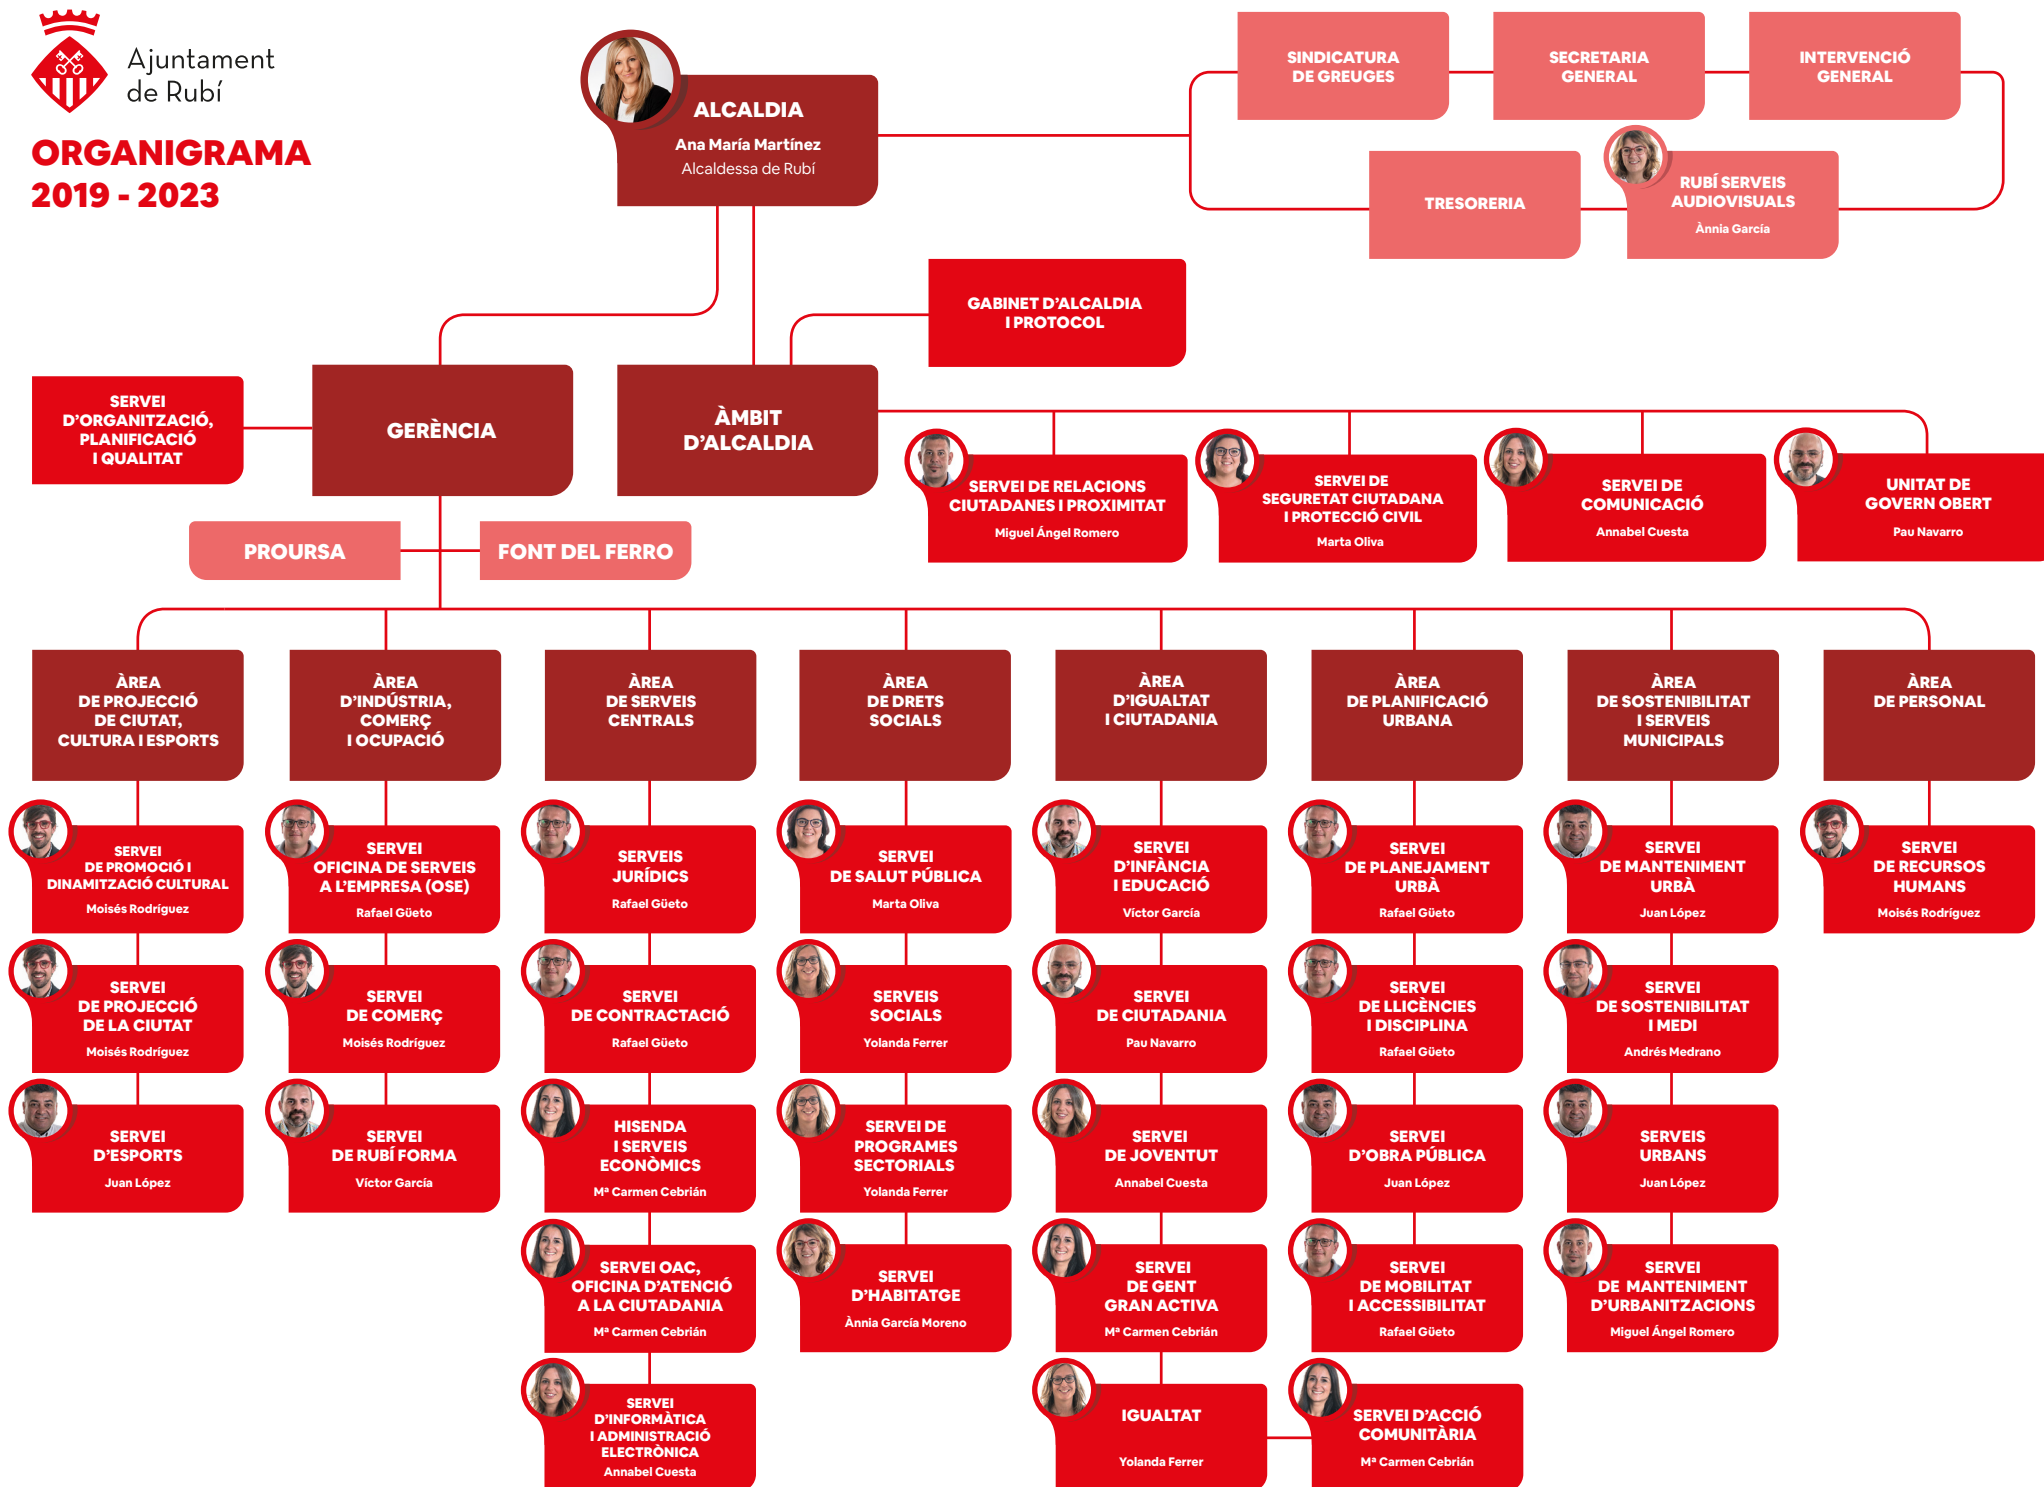 Ajuntament
de Rubí
ORGANIGRAMA
2019 - 2023
ALCALDIA
Ana María Martínez
Alcaldessa de Rubí
SINDICATURA
DE GREUGES
SECRETARIA
GENERAL
INTERVENCIÓ
GENERAL
TRESORERIA
RUBÍ SERVEIS
AUDIOVISUALS
Ànnia García
GABINET D'ALCALDIA
I PROTOCOL
SERVEI
D'ORGANITZACIÓ,
PLANIFICACIÓ
I QUALITAT
GERÈNCIA
ÀMBIT
D'ALCALDIA
SERVEI DE RELACIONS
CIUTADANES I PROXIMITAT
Miguel Ángel Romero
SERVEI DE
SEGURETAT CIUTADANA
I PROTECCIÓ CIVIL
Marta Oliva
SERVEI DE
COMUNICACIÓ
Annabel Cuesta
UNITAT DE
GOVERN OBERT
Pau Navarro
PROURSA
FONT DEL FERRO
ÀREA
DE PROJECCIÓ
DE CIUTAT,
CULTURA I ESPORTS
SERVEI
DE PROMOCIÓ I
DINAMITZACIÓ CULTURAL
Moisés Rodríguez
SERVEI
DE PROJECCIÓ
DE LA CIUTAT
Moisés Rodríguez
SERVEI
D'ESPORTS
Juan López
ÀREA
D'INDÚSTRIA,
COMERÇ
I OCUPACIÓ
SERVEI
OFICINA DE SERVEIS
A L'EMPRESA (OSE)
Rafael Güeto
SERVEI
DE COMERÇ
Moisés Rodríguez
SERVEI
DE RUBÍ FORMA
Víctor García
ÀREA
DE SERVEIS
CENTRALS
SERVEIS
JURÍDICS
Rafael Güeto
SERVEI
DE CONTRACTACIÓ
Rafael Güeto
HISENDA
I SERVEIS
ECONÒMICS
Mª Carmen Cebrián
SERVEI OAC,
OFICINA D'ATENCIÓ
A LA CIUTADANIA
Mª Carmen Cebrián
SERVEI
D'INFORMÀTICA
I ADMINISTRACIÓ
ELECTRÒNICA
Annabel Cuesta
ÀREA
DE DRETS
SOCIALS
SERVEI
DE SALUT PÚBLICA
Marta Oliva
SERVEIS
SOCIALS
Yolanda Ferrer
SERVEI DE
PROGRAMES
SECTORIALS
Yolanda Ferrer
SERVEI
D'HABITATGE
Ànnia García Moreno
ÀREA
D'IGUALTAT
I CIUTADANIA
SERVEI
D'INFÀNCIA
I EDUCACIÓ
Víctor García
SERVEI
DE CIUTADANIA
Pau Navarro
SERVEI
DE JOVENTUT
Annabel Cuesta
SERVEI
DE GENT
GRAN ACTIVA
Mª Carmen Cebrián
IGUALTAT
Yolanda Ferrer
SERVEI D'ACCIÓ
COMUNITÀRIA
Mª Carmen Cebrián
ÀREA
DE PLANIFICACIÓ
URBANA
SERVEI
DE PLANEJAMENT
URBÀ
Rafael Güeto
SERVEI
DE LLICÈNCIES
I DISCIPLINA
Rafael Güeto
SERVEI
D'OBRA PÚBLICA
Juan López
SERVEI
DE MOBILITAT
I ACCESSIBILITAT
Rafael Güeto
ÀREA
DE SOSTENIBILITAT
I SERVEIS
MUNICIPALS
SERVEI
DE MANTENIMENT
URBÀ
Juan López
SERVEI
DE SOSTENIBILITAT
I MEDI
Andrés Medrano
SERVEIS
URBANS
Juan López
SERVEI
DE MANTENIMENT
D'URBANITZACIONS
Miguel Ángel Romero
ÀREA
DE PERSONAL
SERVEI
DE RECURSOS
HUMANS
Moisés Rodríguez